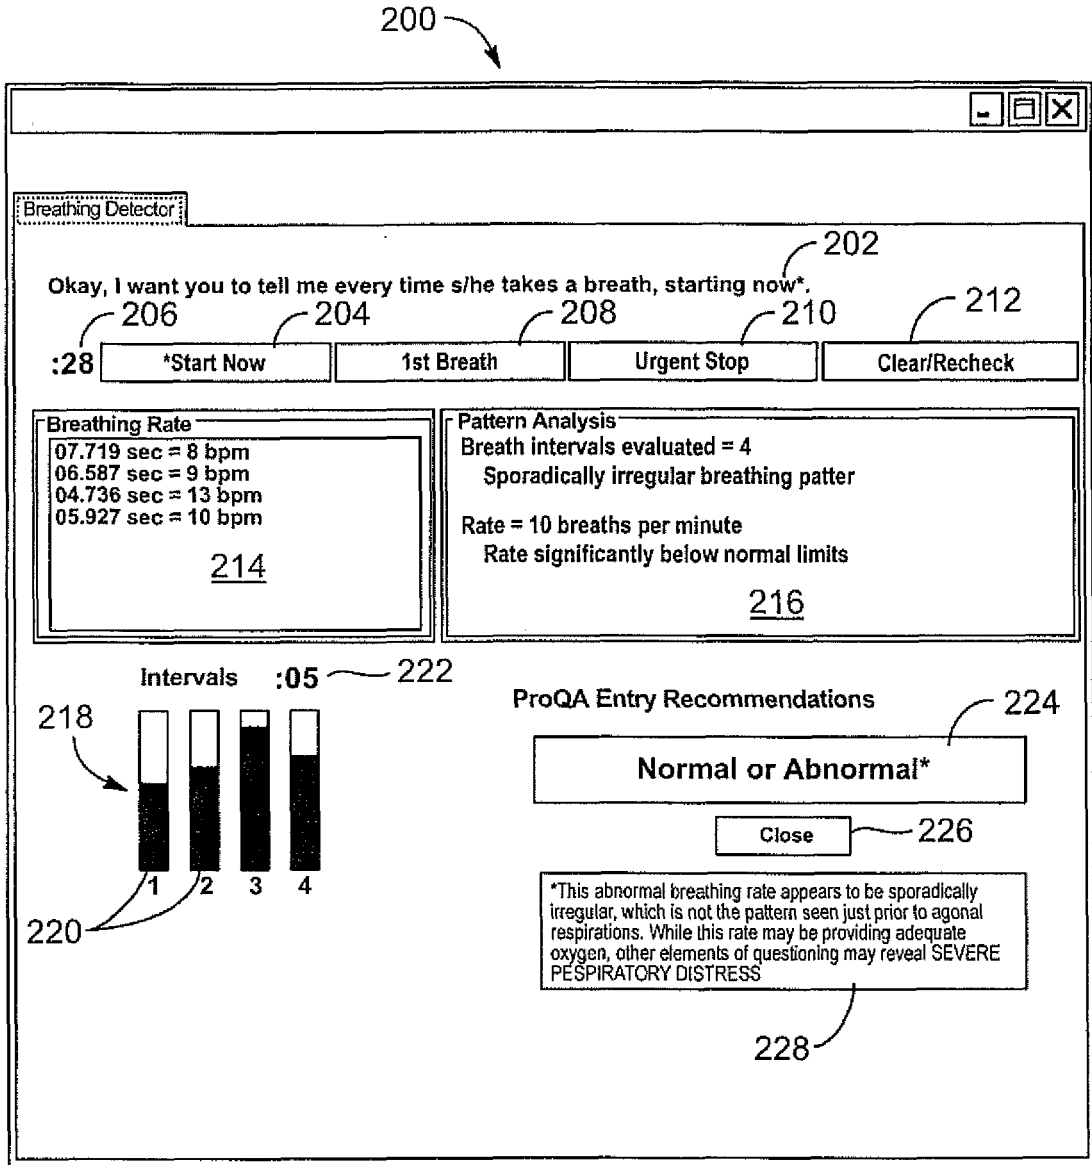 200
Breathing Detector
202
Okay, I want you to tell me every time s/he takes a breath, starting now*.
206 204 208 210 212
:28 *Start Now 1st Breath Urgent Stop Clear/Recheck
Breathing Rate
07.719 sec = 8 bpm
06.587 sec = 9 bpm
04.736 sec = 13 bpm
05.927 sec = 10 bpm
214
Pattern Analysis
Breath intervals evaluated = 4
Sporadically irregular breathing patter
Rate = 10 breaths per minute
Rate significantly below normal limits
216
Intervals :05 222
218
1 2 3 4
220
ProQA Entry Recommendations
224
Normal or Abnormal*
Close 226
*This abnormal breathing rate appears to be sporadically
irregular, which is not the pattern seen just prior to agonal
respirations. While this rate may be providing adequate
oxygen, other elements of questioning may reveal SEVERE
PESPIRATORY DISTRESS
228